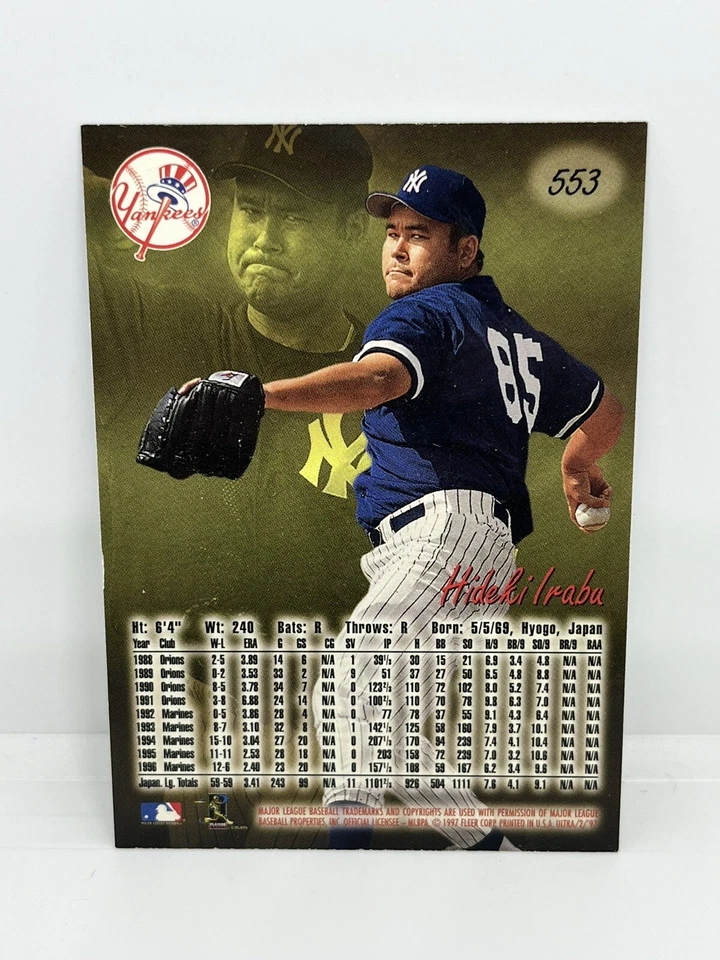 Yankees
553
NY
NY
85
NY
Hideki Irabu
Ht: 6'4" Wt: 240 Bats: R Throws: R Born: 5/5/69, Hyogo, Japan
Year Club W-L ERA G GS CG SV IP H BB SO H/9 BB/9 SO/9 BR/9 BAA
1988 Orions 2-5 3.89 14 6 N/A 1 39⅓ 30 15 21 6.9 3.4 4.8 N/A N/A
1989 Orions 0-2 3.53 33 2 N/A 9 51 37 27 50 6.5 4.8 8.8 N/A N/A
1990 Orions 8-5 3.78 34 7 N/A 0 123⅔ 110 72 102 8.0 5.2 7.4 N/A N/A
1991 Orions 3-8 6.88 24 14 N/A 0 100⅔ 110 70 78 9.8 6.3 7.0 N/A N/A
1992 Marines 0-5 3.86 28 4 N/A 0 77 78 37 55 9.1 4.3 6.4 N/A N/A
1993 Marines 8-7 3.10 32 8 N/A 142⅓ 125 58 160 7.9 3.7 10.1 N/A N/A
1994 Marines 15-10 3.04 27 20 N/A 0 207⅓ 170 94 239 7.4 4.1 10.4 N/A N/A
1995 Marines 11-11 2.53 28 18 N/A 0 203 158 72 239 7.0 3.2 10.6 N/A N/A
1996 Marines 12-6 2.40 23 20 N/A 0 157⅓ 108 59 167 6.2 3.4 9.6 N/A N/A
Japan. Lg. Totals 59-59 3.41 243 99 N/A 11 1101⅔ 926 504 1111 7.6 4.1 9.1 N/A N/A
MAJOR LEAGUE BASEBALL TRADEMARKS AND COPYRIGHTS ARE USED WITH PERMISSION OF MAJOR LEAGUE
BASEBALL PROPERTIES INC. OFFICIAL LICENSEE - MLBPA © 1997 FLEER CORP. PRINTED IN U.S.A. ULTRA/2/'97